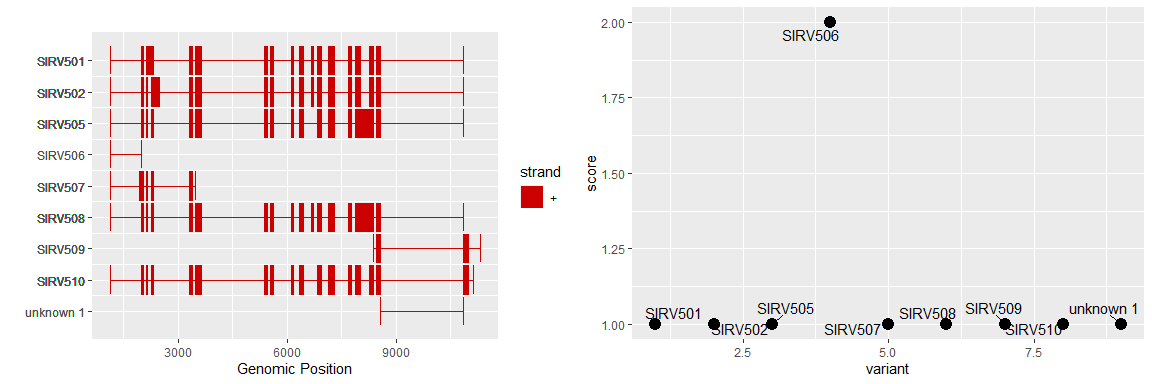 SIRV501
SIRV502
SIRV505
SIRV506
SIRV507
SIRV508
SIRV509
SIRV510
unknown 1
3000 6000 9000
Genomic Position
strand
+
2.00
1.75
1.50
1.25
1.00
score
SIRV506
SIRV501 SIRV505 SIRV508 SIRV509 unknown 1
SIRV502 SIRV507 SIRV510
2.5 5.0 7.5
variant